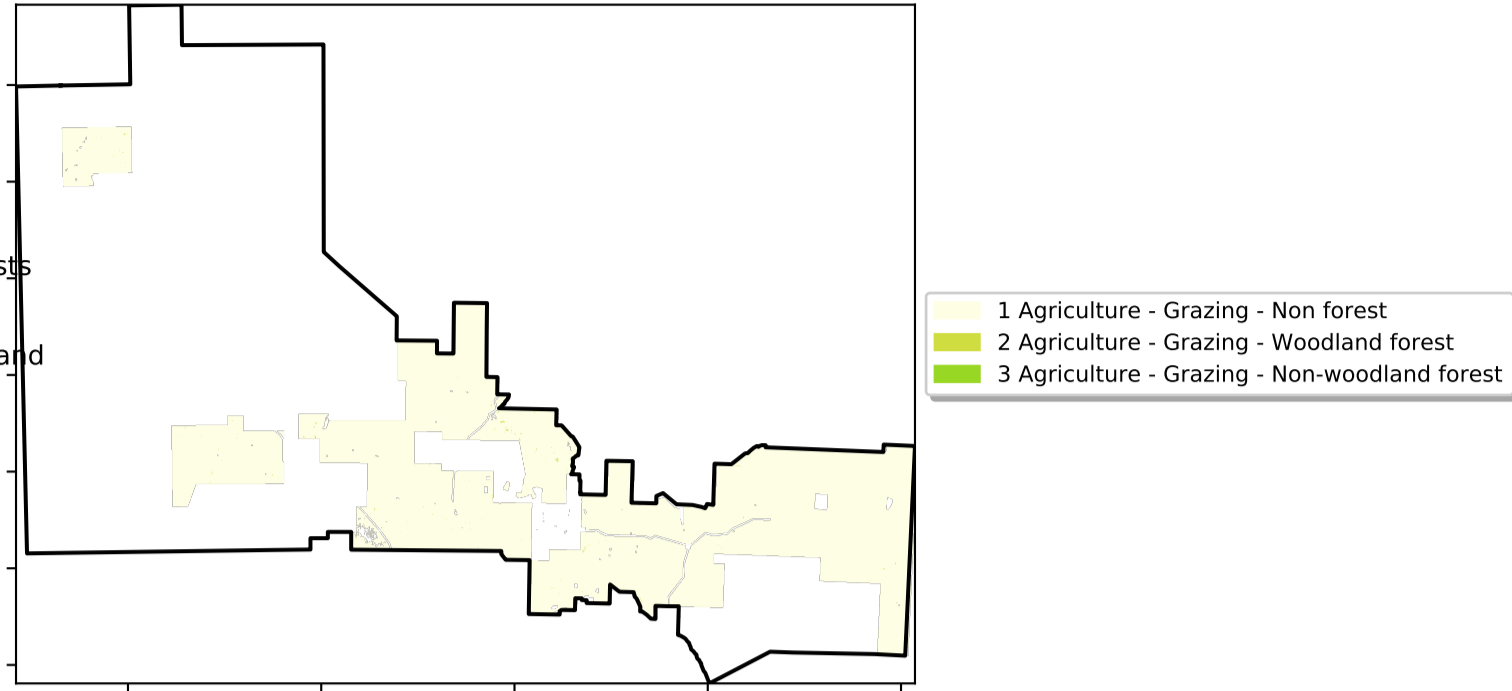 1 Agriculture - Grazing - Non forest
2 Agriculture - Grazing - Woodland forest
3 Agriculture - Grazing - Non-woodland forest
sts
and